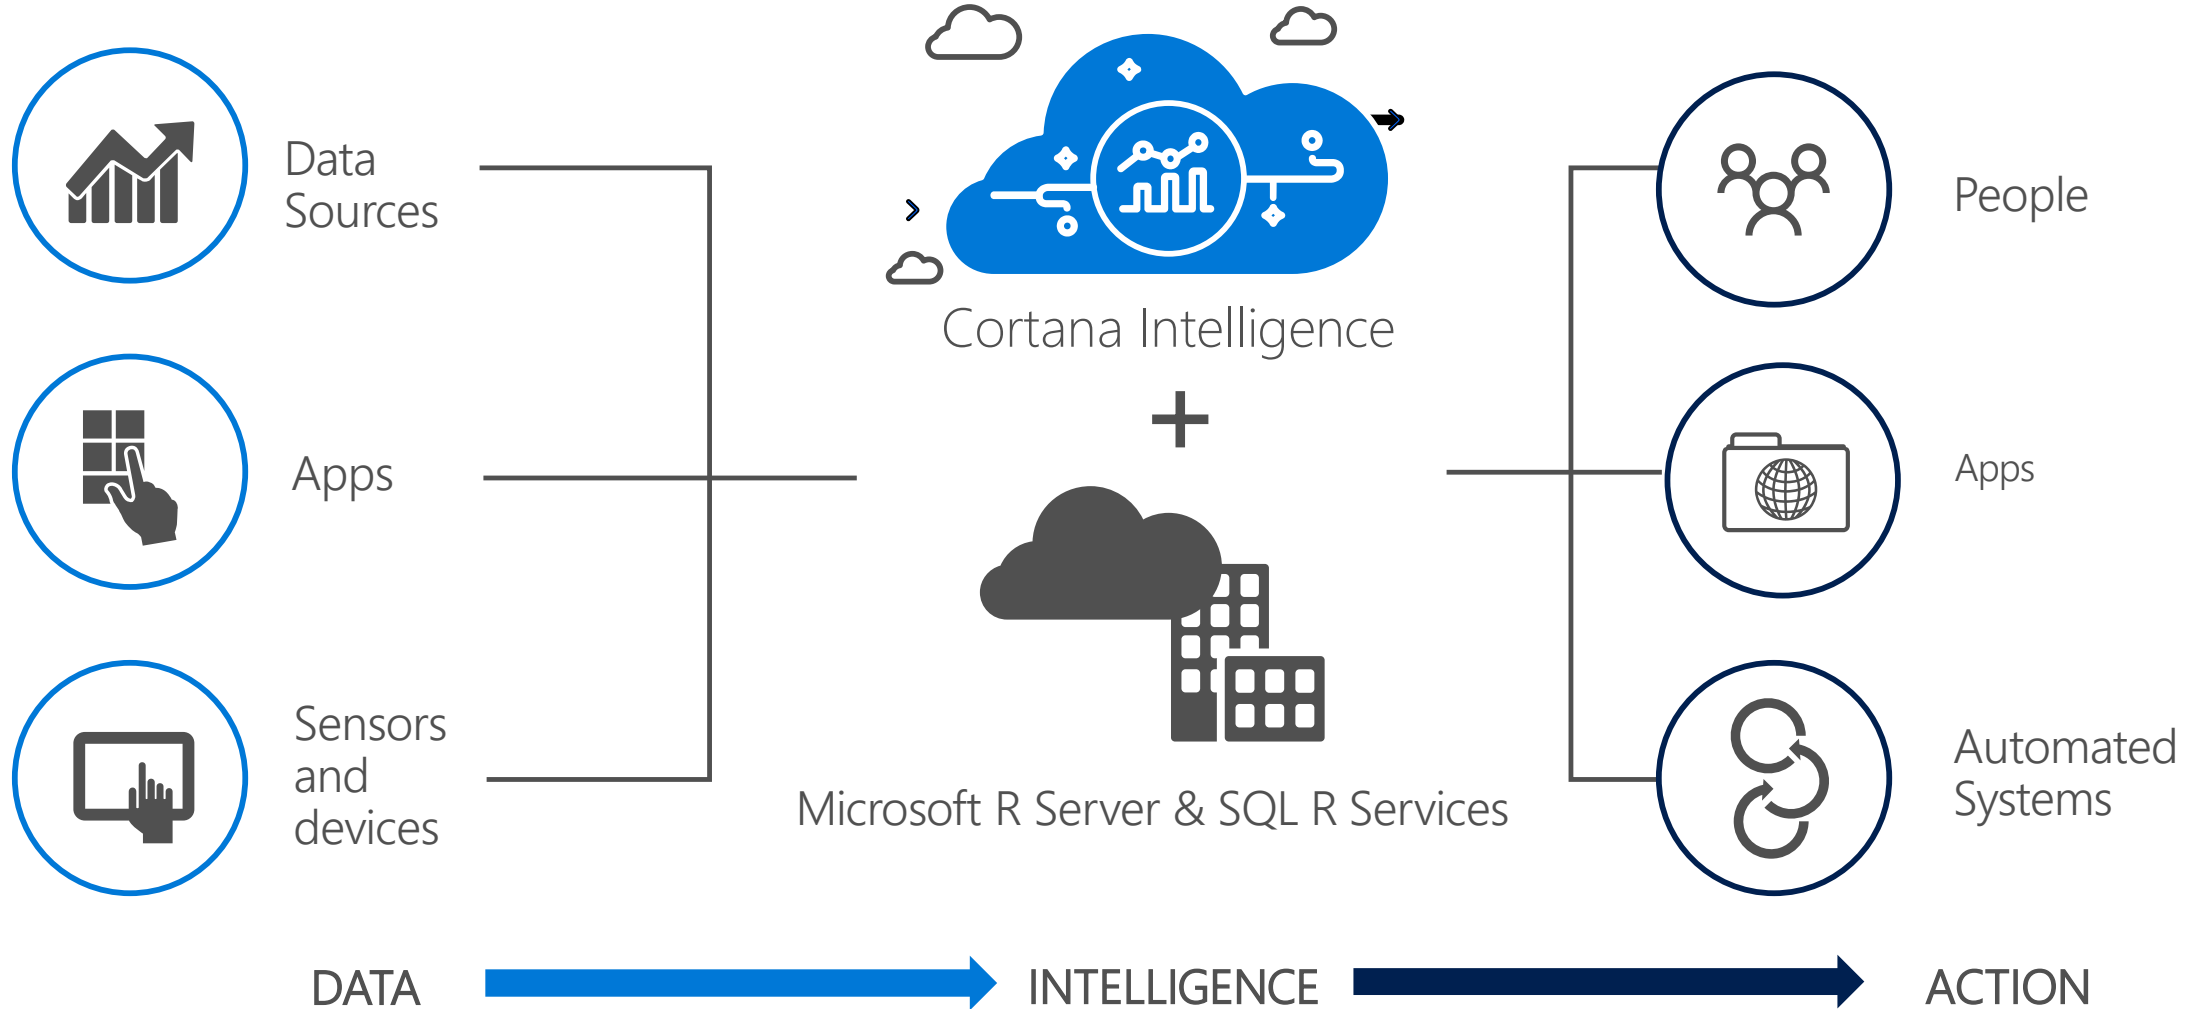 Data
Sources
Apps
Sensors
and
devices
Cortana Intelligence
+
Microsoft R Server & SQL R Services
People
Apps
Automated
Systems
DATA
INTELLIGENCE
ACTION